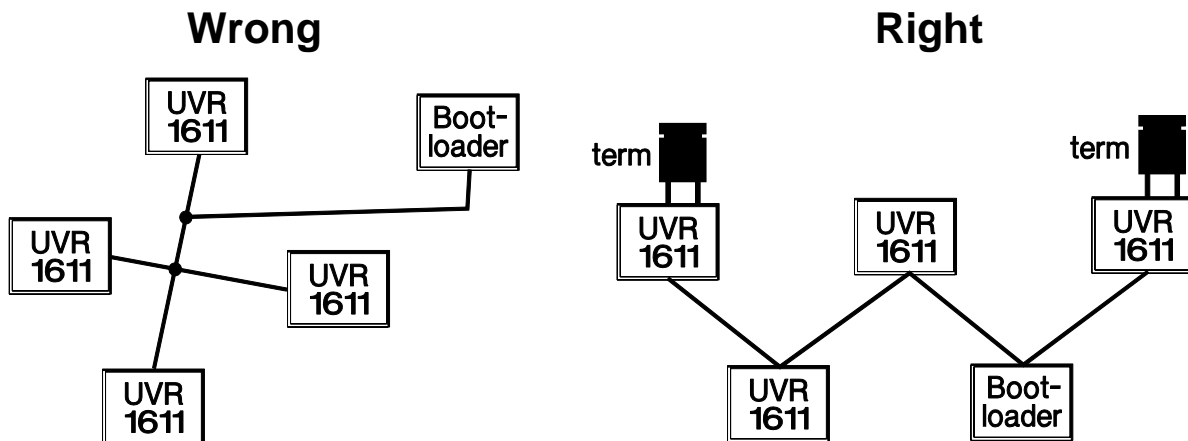 Wrong
Right
UVR
1611
Boot-
loader
UVR
1611
UVR
1611
UVR
1611
term
UVR
1611
UVR
1611
term
UVR
1611
UVR
1611
Boot-
loader